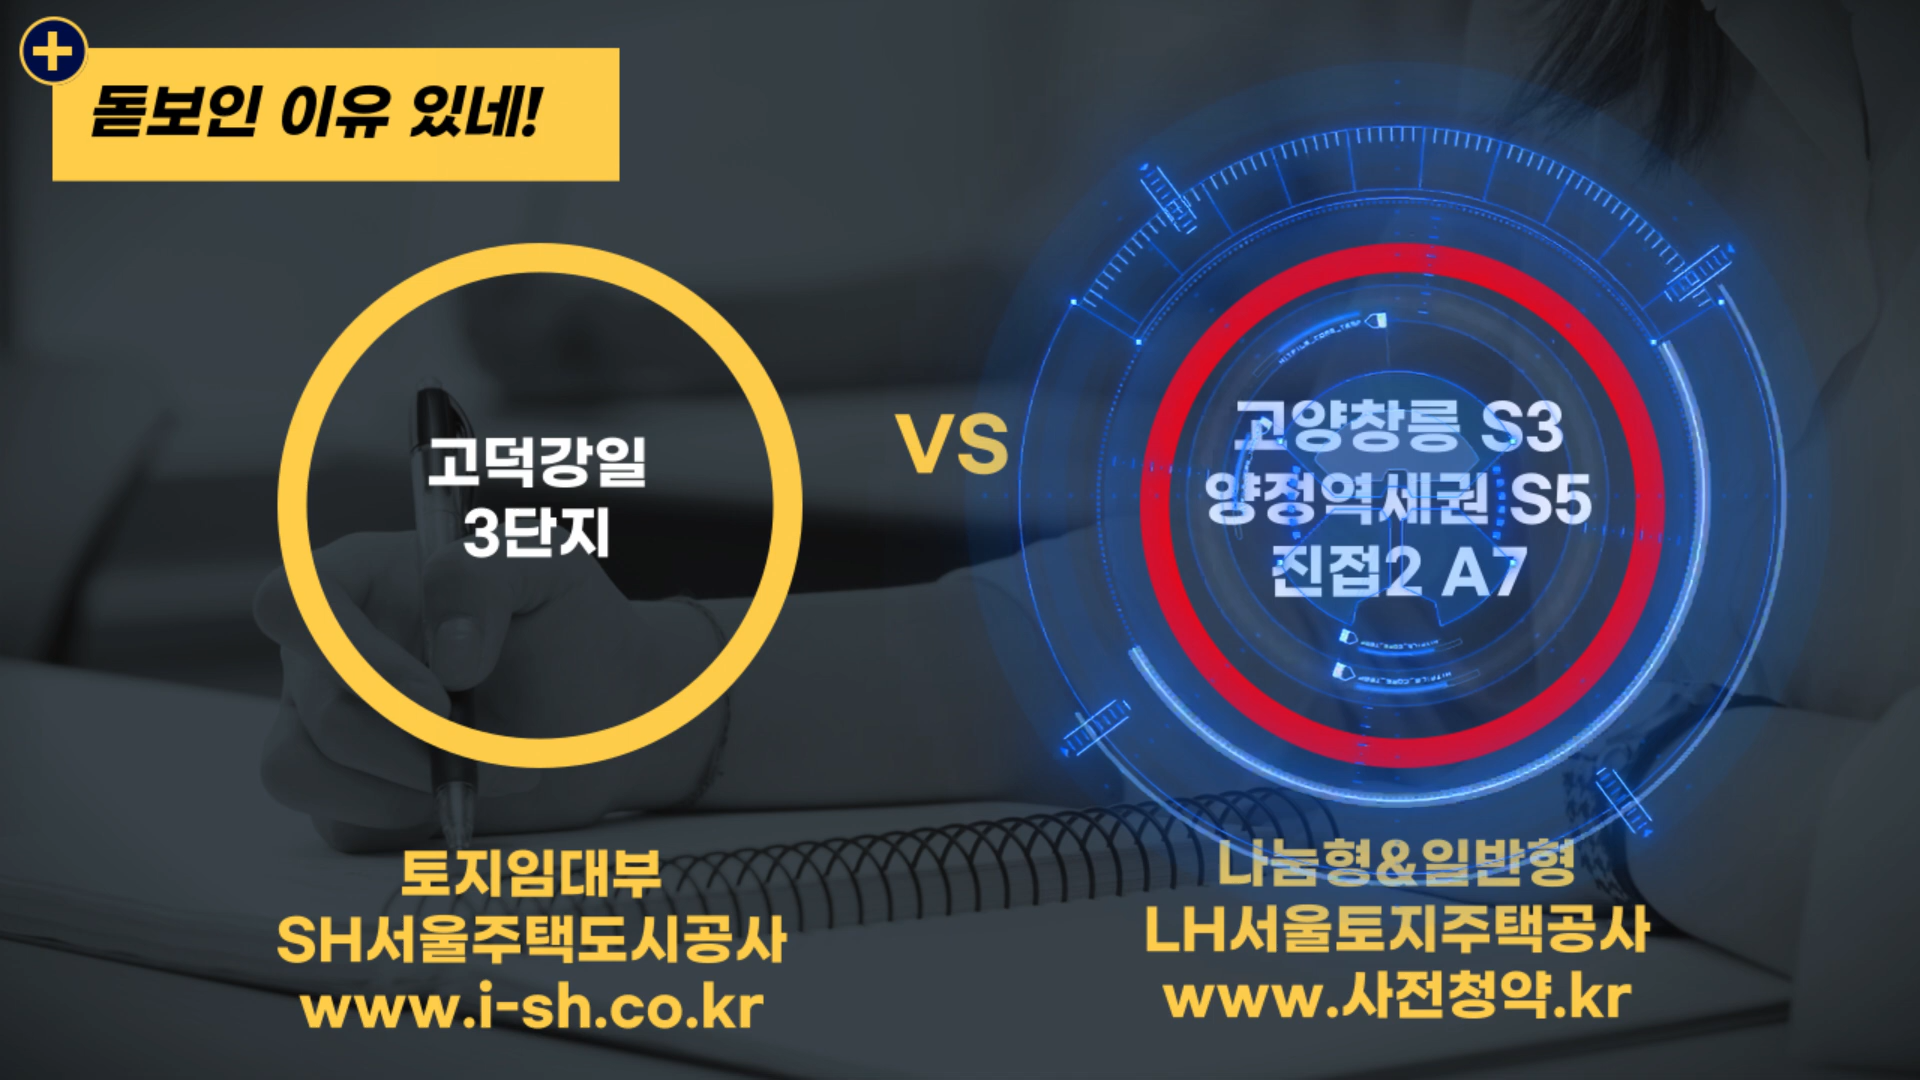 돋보인 이유 있네!
고덕강일
3단지
VS
고양창릉 S3
양정역세권 S5
진접2 A7
토지임대부
SH서울주택도시공사
www.i-sh.co.kr
나눔형&일반형
LH서울토지주택공사
www.사전청약.kr